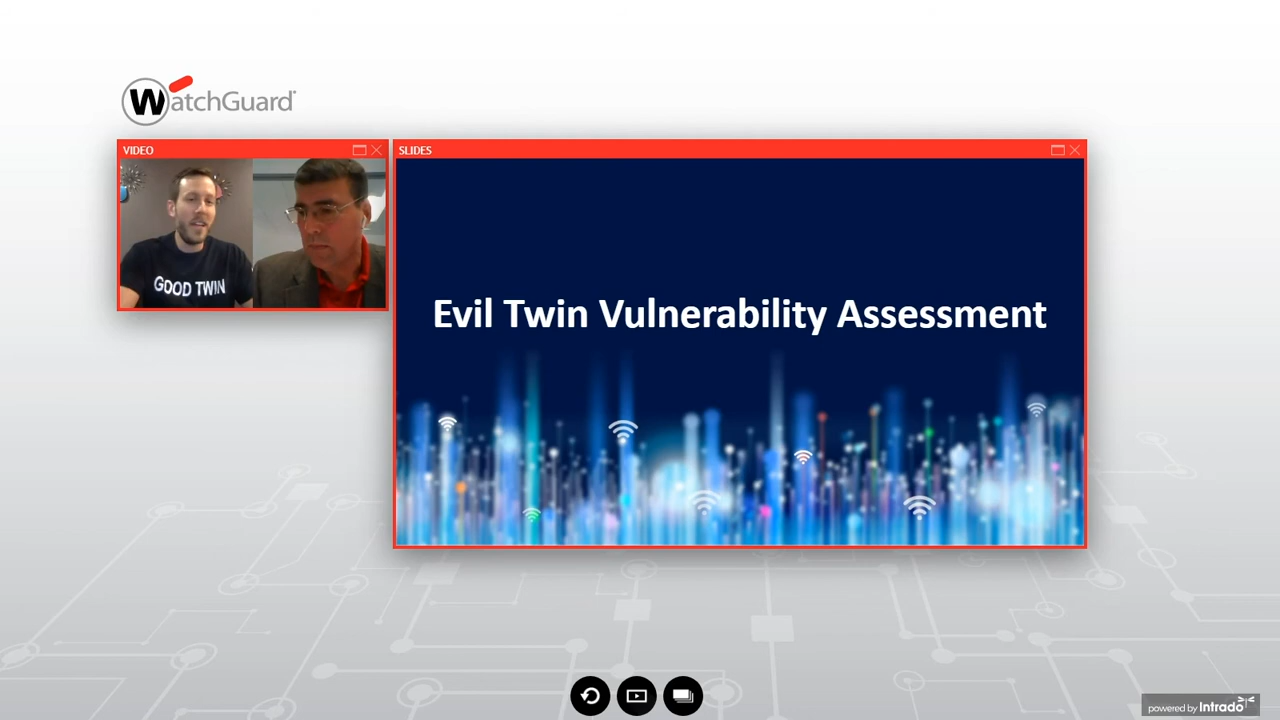 WatchGuard
VIDEO
SLIDES
GOOD TWIN
Evil Twin Vulnerability Assessment
powered by Intrado